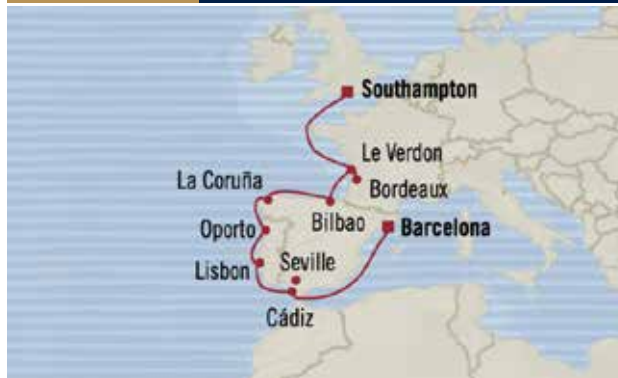 Southampton
Le Verdon
Bordeaux
La Coruña
Bilbao
Barcelona
Oporto
Lisbon
Seville
Cádiz